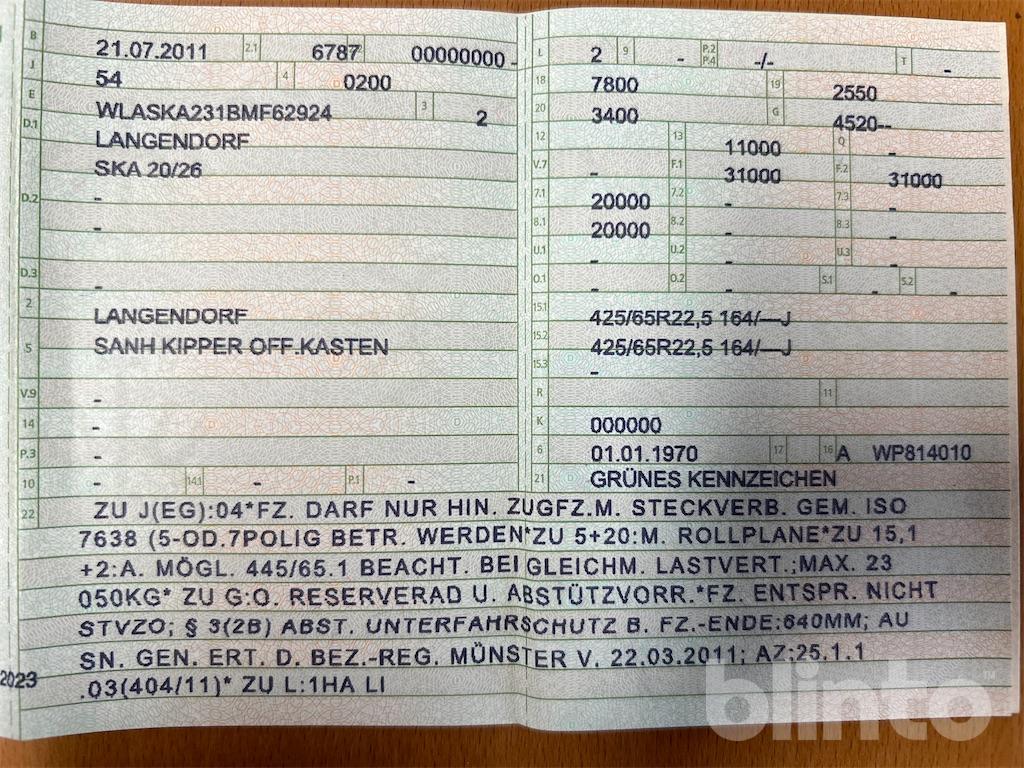 B 21.07.2011 2.1 6787 2.2 00000000 -
J 54 4 0200
E WLASKA231BMF62924 3 2
D.1 LANGENDORF
SKA 20/26
D.2 -
-
D.3 -
2 LANGENDORF
5 SANH KIPPER OFF.KASTEN
V.9 -
14 -
P.3 -
10 - 14.1 - P.1 -
L 2 9 - P.2 P.4 -/- T -
18 7800 19 2550
20 3400 G 4520--
12 13 11000 Q -
V.7 - F.1 31000 F.2 31000
7.1 20000 7.2 - 7.3 -
8.1 20000 8.2 - 8.3 -
U.1 - U.2 - U.3 -
O.1 - O.2 - S.1 - S.2 -
15.1 425/65R22,5 164/---J
15.2 425/65R22,5 164/---J
15.3 -
R 11
K 000000
6 01.01.1970 17 16 A WP814010
21 GRÜNES KENNZEICHEN
22 ZU J(EG):04*FZ. DARF NUR HIN. ZUGFZ.M. STECKVERB. GEM. ISO
7638 (5-OD.7POLIG BETR. WERDEN*ZU 5+20:M. ROLLPLANE*ZU 15,1
+2:A. MÖGL. 445/65.1 BEACHT. BEI GLEICHM. LASTVERT.;MAX. 23
050KG* ZU G:O. RESERVERAD U. ABSTÜTZVORR.*FZ. ENTSPR. NICHT
STVZO; § 3(2B) ABST. UNTERFAHRSCHUTZ B. FZ.-ENDE:640MM; AU
SN. GEN. ERT. D. BEZ.-REG. MÜNSTER V. 22.03.2011; AZ;25.1.1
.03(404/11)* ZU L:1HA LI
2023
blinto™